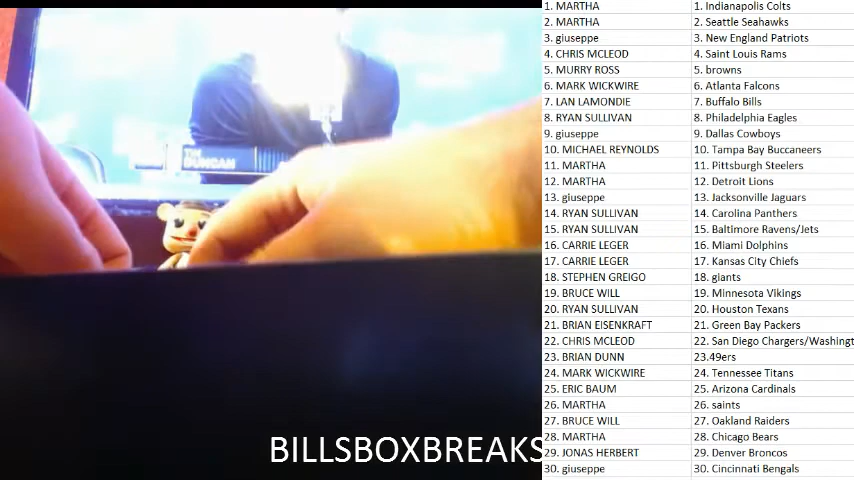 TIM
DUNCAN
BILLSBOXBREAKS
1. MARTHA 1. Indianapolis Colts
2. MARTHA 2. Seattle Seahawks
3. giuseppe 3. New England Patriots
4. CHRIS MCLEOD 4. Saint Louis Rams
5. MURRY ROSS 5. browns
6. MARK WICKWIRE 6. Atlanta Falcons
7. LAN LAMONDIE 7. Buffalo Bills
8. RYAN SULLIVAN 8. Philadelphia Eagles
9. giuseppe 9. Dallas Cowboys
10. MICHAEL REYNOLDS 10. Tampa Bay Buccaneers
11. MARTHA 11. Pittsburgh Steelers
12. MARTHA 12. Detroit Lions
13. giuseppe 13. Jacksonville Jaguars
14. RYAN SULLIVAN 14. Carolina Panthers
15. RYAN SULLIVAN 15. Baltimore Ravens/Jets
16. CARRIE LEGER 16. Miami Dolphins
17. CARRIE LEGER 17. Kansas City Chiefs
18. STEPHEN GREIGO 18. giants
19. BRUCE WILL 19. Minnesota Vikings
20. RYAN SULLIVAN 20. Houston Texans
21. BRIAN EISENKRAFT 21. Green Bay Packers
22. CHRIS MCLEOD 22. San Diego Chargers/Washingt
23. BRIAN DUNN 23.49ers
24. MARK WICKWIRE 24. Tennessee Titans
25. ERIC BAUM 25. Arizona Cardinals
26. MARTHA 26. saints
27. BRUCE WILL 27. Oakland Raiders
28. MARTHA 28. Chicago Bears
29. JONAS HERBERT 29. Denver Broncos
30. giuseppe 30. Cincinnati Bengals